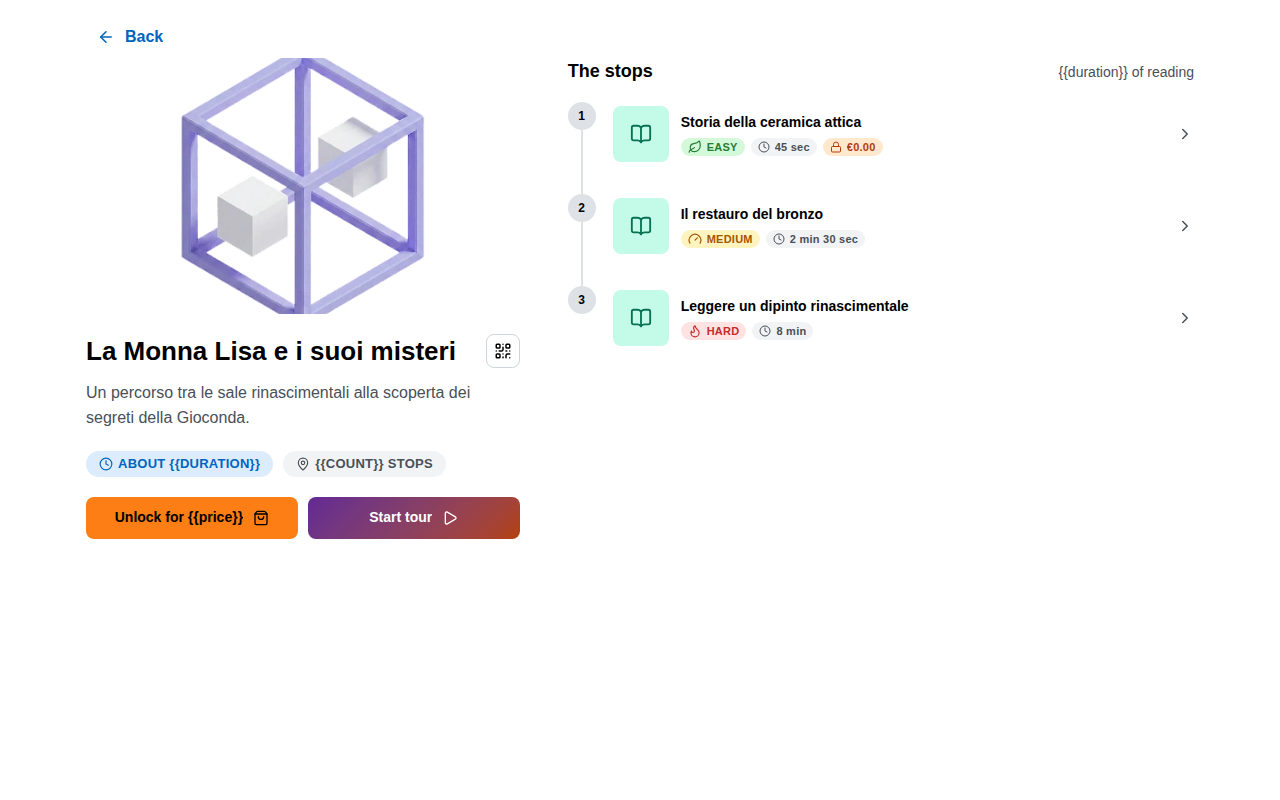 Back
La Monna Lisa e i suoi misteri
Un percorso tra le sale rinascimentali alla scoperta dei
segreti della Gioconda.
ABOUT {{DURATION}}
{{COUNT}} STOPS
Unlock for {{price}}
Start tour
The stops
{{duration}} of reading
1
Storia della ceramica attica
EASY
45 sec
€0.00
2
Il restauro del bronzo
MEDIUM
2 min 30 sec
3
Leggere un dipinto rinascimentale
HARD
8 min